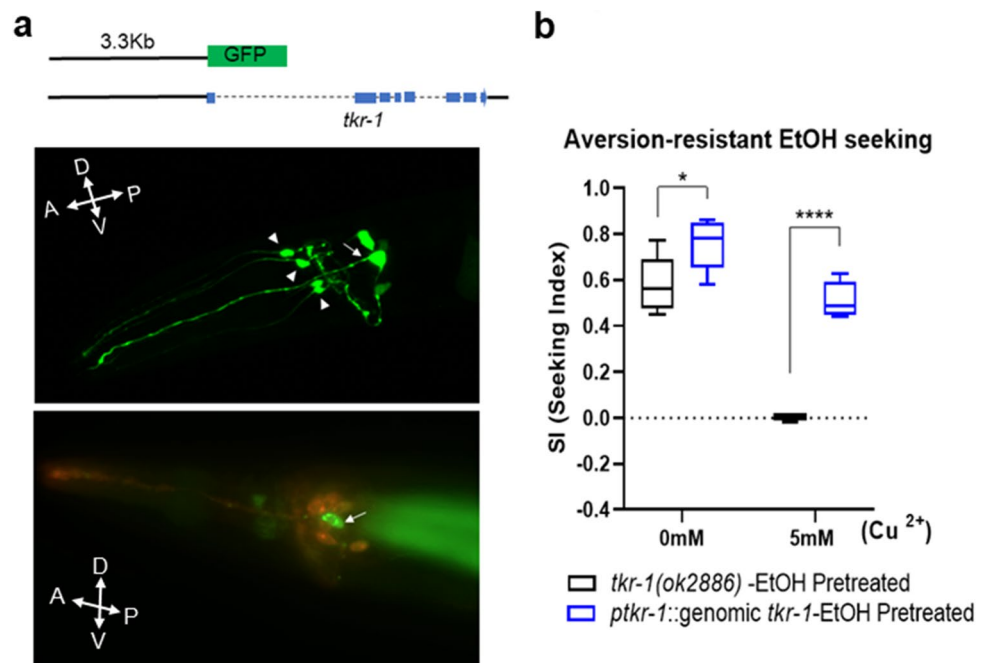 a
3.3Kb
GFP
tkr-1
D
A P
V
D
A P
V
b
Aversion-resistant EtOH seeking
SI (Seeking Index)
1.0
0.8
0.6
0.4
0.2
0.0
-0.2
-0.4
*
****
0mM 5mM (Cu 2+)
tkr-1(ok2886) -EtOH Pretreated
ptkr-1::genomic tkr-1-EtOH Pretreated